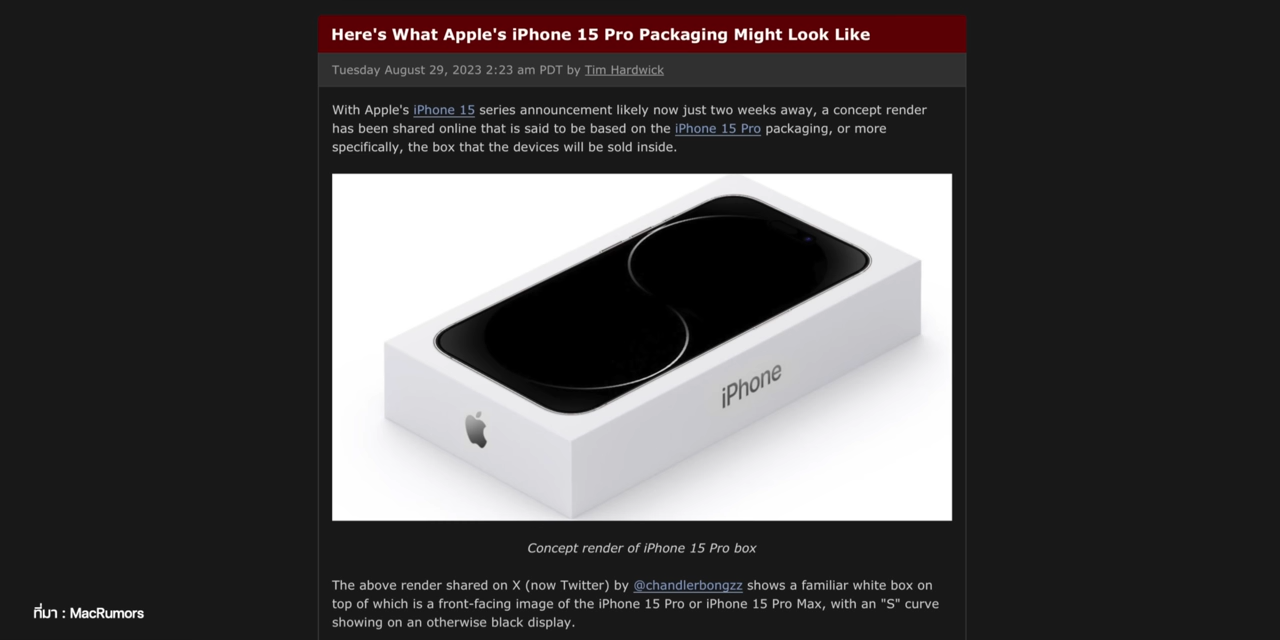 Here's What Apple's iPhone 15 Pro Packaging Might Look Like
Tuesday August 29, 2023 2:23 am PDT by Tim Hardwick
With Apple's iPhone 15 series announcement likely now just two weeks away, a concept render
has been shared online that is said to be based on the iPhone 15 Pro packaging, or more
specifically, the box that the devices will be sold inside.
iPhone
Concept render of iPhone 15 Pro box
The above render shared on X (now Twitter) by @chandlerbongzz shows a familiar white box on
top of which is a front-facing image of the iPhone 15 Pro or iPhone 15 Pro Max, with an "S" curve
showing on an otherwise black display.
ที่มา : MacRumors